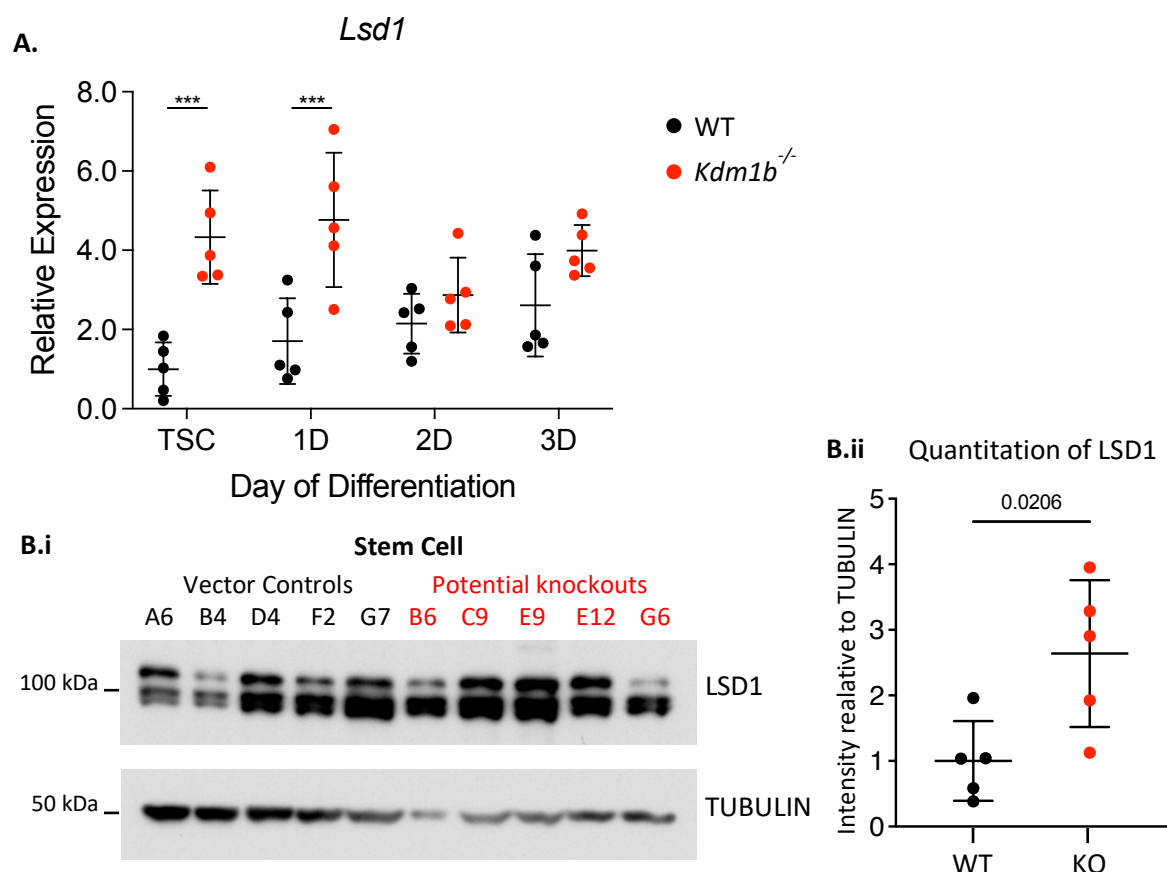 A.
Lsd1
Relative Expression
8.0
6.0
4.0
2.0
0.0
*** ***
TSC 1D 2D 3D
Day of Differentiation
WT
Kdm1b-/-
B.i
Stem Cell
Vector Controls Potential knockouts
A6 B4 D4 F2 G7 B6 C9 E9 E12 G6
100 kDa
LSD1
50 kDa
TUBULIN
B.ii Quantitation of LSD1
Intensity realative to TUBULIN
5
4
3
2
1
0
0.0206
WT KO